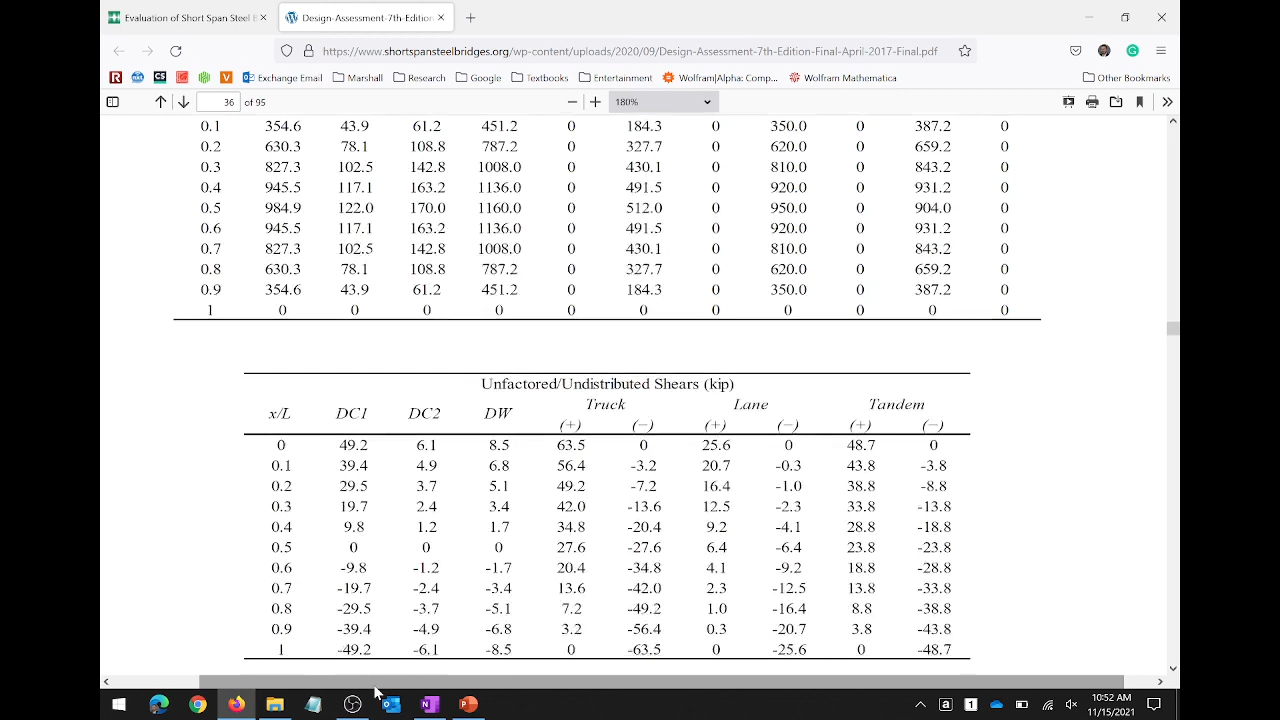 Evaluation of Short Span Steel B
Design-Assessment-7th-Edition-
https://www.shortspansteelbridges.org/wp-content/uploads/2020/09/Design-Assessment-7th-Edition-Final-April-2017-Final.pdf
Exchange Email Marshall Research Google Textbooks Entertainment Wolfram|Alpha: Comp... Wolfram Mathematica Other Bookmarks
36 of 95 180%
0.1 354.6 43.9 61.2 451.2 0 184.3 0 350.0 0 387.2 0
0.2 630.3 78.1 108.8 787.2 0 327.7 0 620.0 0 659.2 0
0.3 827.3 102.5 142.8 1008.0 0 430.1 0 810.0 0 843.2 0
0.4 945.5 117.1 163.2 1136.0 0 491.5 0 920.0 0 931.2 0
0.5 984.9 122.0 170.0 1160.0 0 512.0 0 950.0 0 904.0 0
0.6 945.5 117.1 163.2 1136.0 0 491.5 0 920.0 0 931.2 0
0.7 827.3 102.5 142.8 1008.0 0 430.1 0 810.0 0 843.2 0
0.8 630.3 78.1 108.8 787.2 0 327.7 0 620.0 0 659.2 0
0.9 354.6 43.9 61.2 451.2 0 184.3 0 350.0 0 387.2 0
1 0 0 0 0 0 0 0 0 0 0 0
Unfactored/Undistributed Shears (kip)
x/L DC1 DC2 DW Truck Lane Tandem
(+) (−) (+) (−) (+) (−)
0 49.2 6.1 8.5 63.5 0 25.6 0 48.7 0
0.1 39.4 4.9 6.8 56.4 -3.2 20.7 -0.3 43.8 -3.8
0.2 29.5 3.7 5.1 49.2 -7.2 16.4 -1.0 38.8 -8.8
0.3 19.7 2.4 3.4 42.0 -13.6 12.5 -2.3 33.8 -13.8
0.4 9.8 1.2 1.7 34.8 -20.4 9.2 -4.1 28.8 -18.8
0.5 0 0 0 27.6 -27.6 6.4 -6.4 23.8 -23.8
0.6 -9.8 -1.2 -1.7 20.4 -34.8 4.1 -9.2 18.8 -28.8
0.7 -19.7 -2.4 -3.4 13.6 -42.0 2.3 -12.5 13.8 -33.8
0.8 -29.5 -3.7 -5.1 7.2 -49.2 1.0 -16.4 8.8 -38.8
0.9 -39.4 -4.9 -6.8 3.2 -56.4 0.3 -20.7 3.8 -43.8
1 -49.2 -6.1 -8.5 0 -63.5 0 -25.6 0 -48.7
10:52 AM
11/15/2021